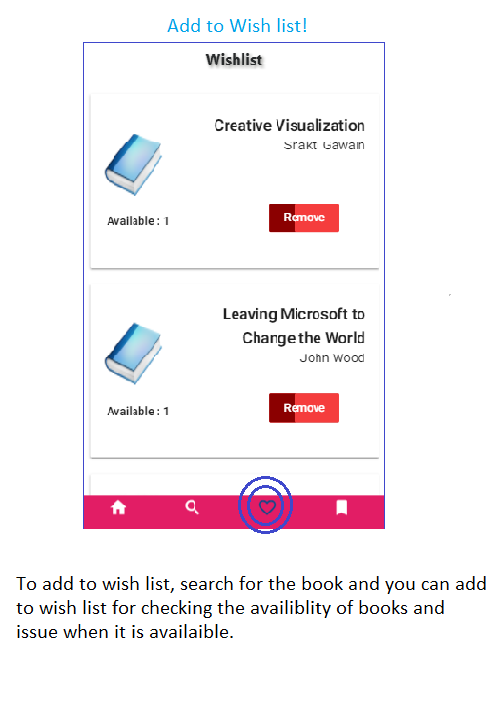 Add to Wish list!
Wishlist
Creative Visualization
Srakt Gawain
Available : 1
Remove
Leaving Microsoft to
Change the World
John Wood
Available : 1
Remove
To add to wish list, search for the book and you can add
to wish list for checking the availiblity of books and
issue when it is availaible.